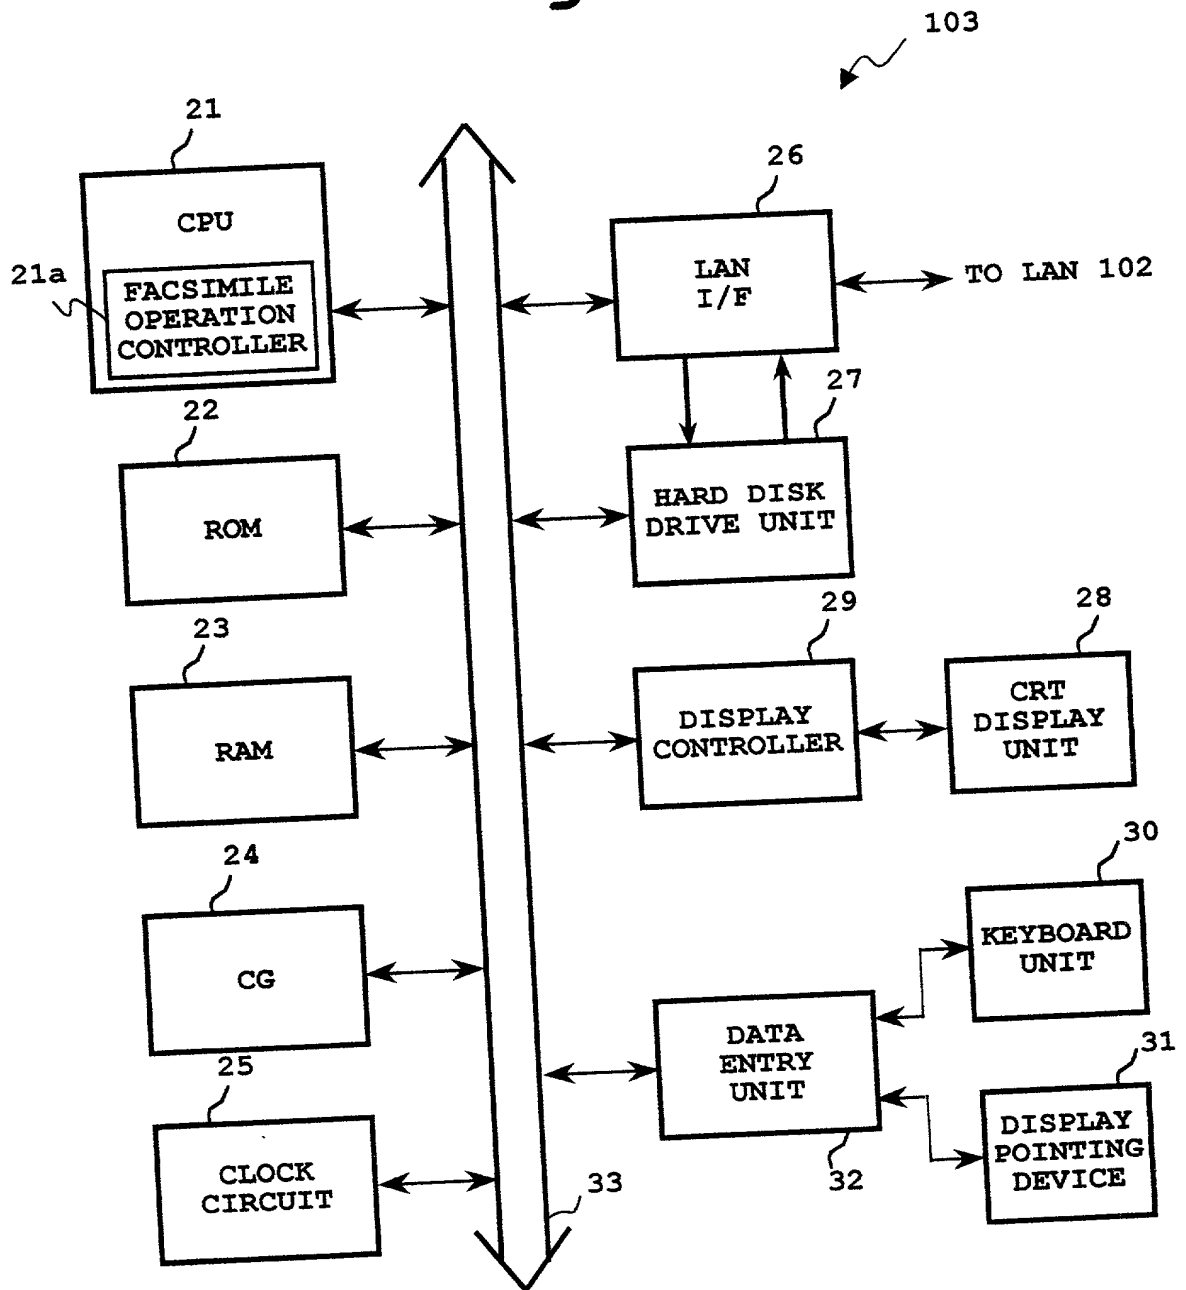 103
21
CPU
21a
FACSIMILE
OPERATION
CONTROLLER
26
LAN
I/F
TO LAN 102
22
ROM
27
HARD DISK
DRIVE UNIT
23
RAM
29
DISPLAY
CONTROLLER
28
CRT
DISPLAY
UNIT
24
CG
30
KEYBOARD
UNIT
25
CLOCK
CIRCUIT
DATA
ENTRY
UNIT
32
31
DISPLAY
POINTING
DEVICE
33